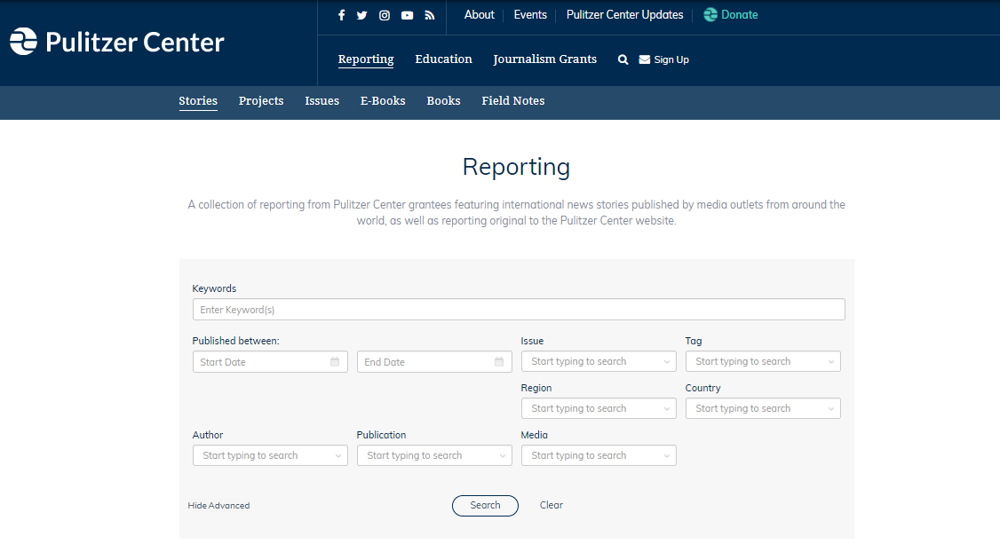 Pulitzer Center
About Events Pulitzer Center Updates Donate
Reporting Education Journalism Grants Sign Up
Stories Projects Issues E-Books Books Field Notes
Reporting
A collection of reporting from Pulitzer Center grantees featuring international news stories published by media outlets from around the
world, as well as reporting original to the Pulitzer Center website.
Keywords
Enter Keyword(s)
Published between: Issue Tag
Start Date End Date Start typing to search Start typing to search
Region Country
Start typing to search Start typing to search
Author Publication Media
Start typing to search Start typing to search Start typing to search
Hide Advanced Search Clear